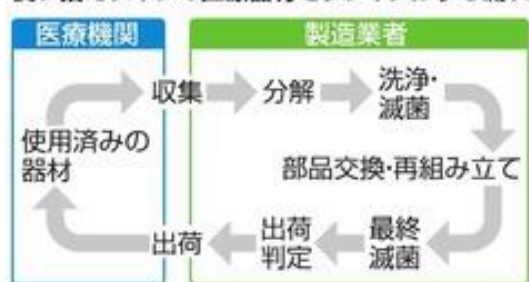 医療機関
製造業者
収集
分解
洗浄・
滅菌
使用済みの
器材
部品交換・再組み立て
出荷
出荷
判定
最終
滅菌